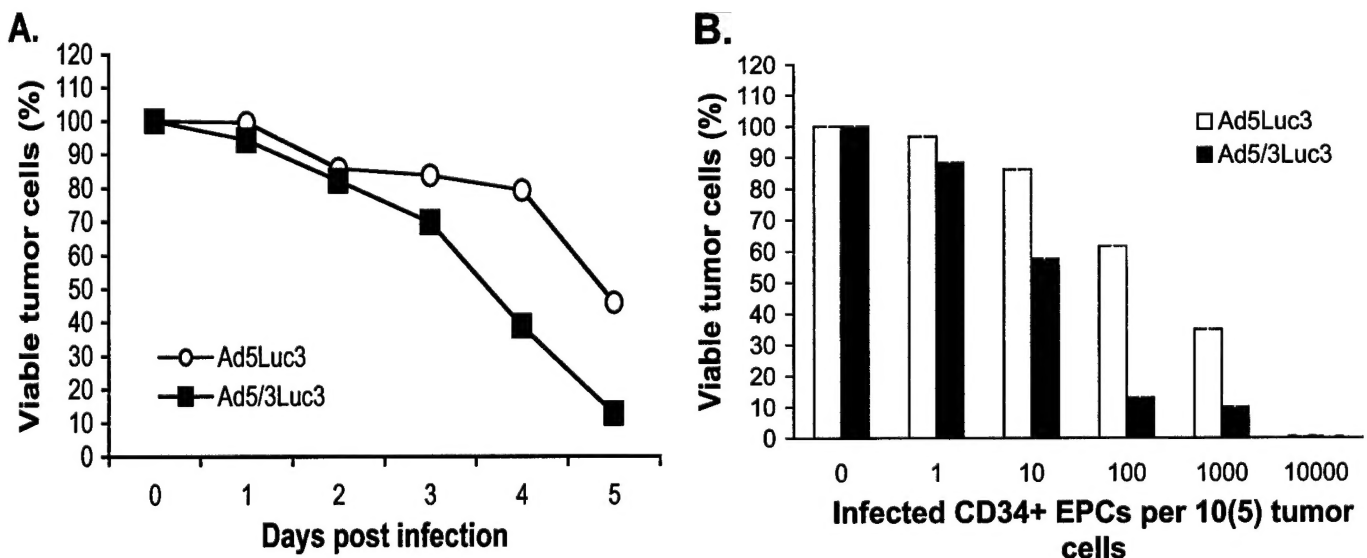 A.
120
110
100
90
80
70
60
50
40
30
20
10
0
Viable tumor cells (%)
Ad5Luc3
Ad5/3Luc3
0 1 2 3 4 5
Days post infection
B.
120
110
100
90
80
70
60
50
40
30
20
10
0
Viable tumor cells (%)
Ad5Luc3
Ad5/3Luc3
0 1 10 100 1000 10000
Infected CD34+ EPCs per 10(5) tumor
cells